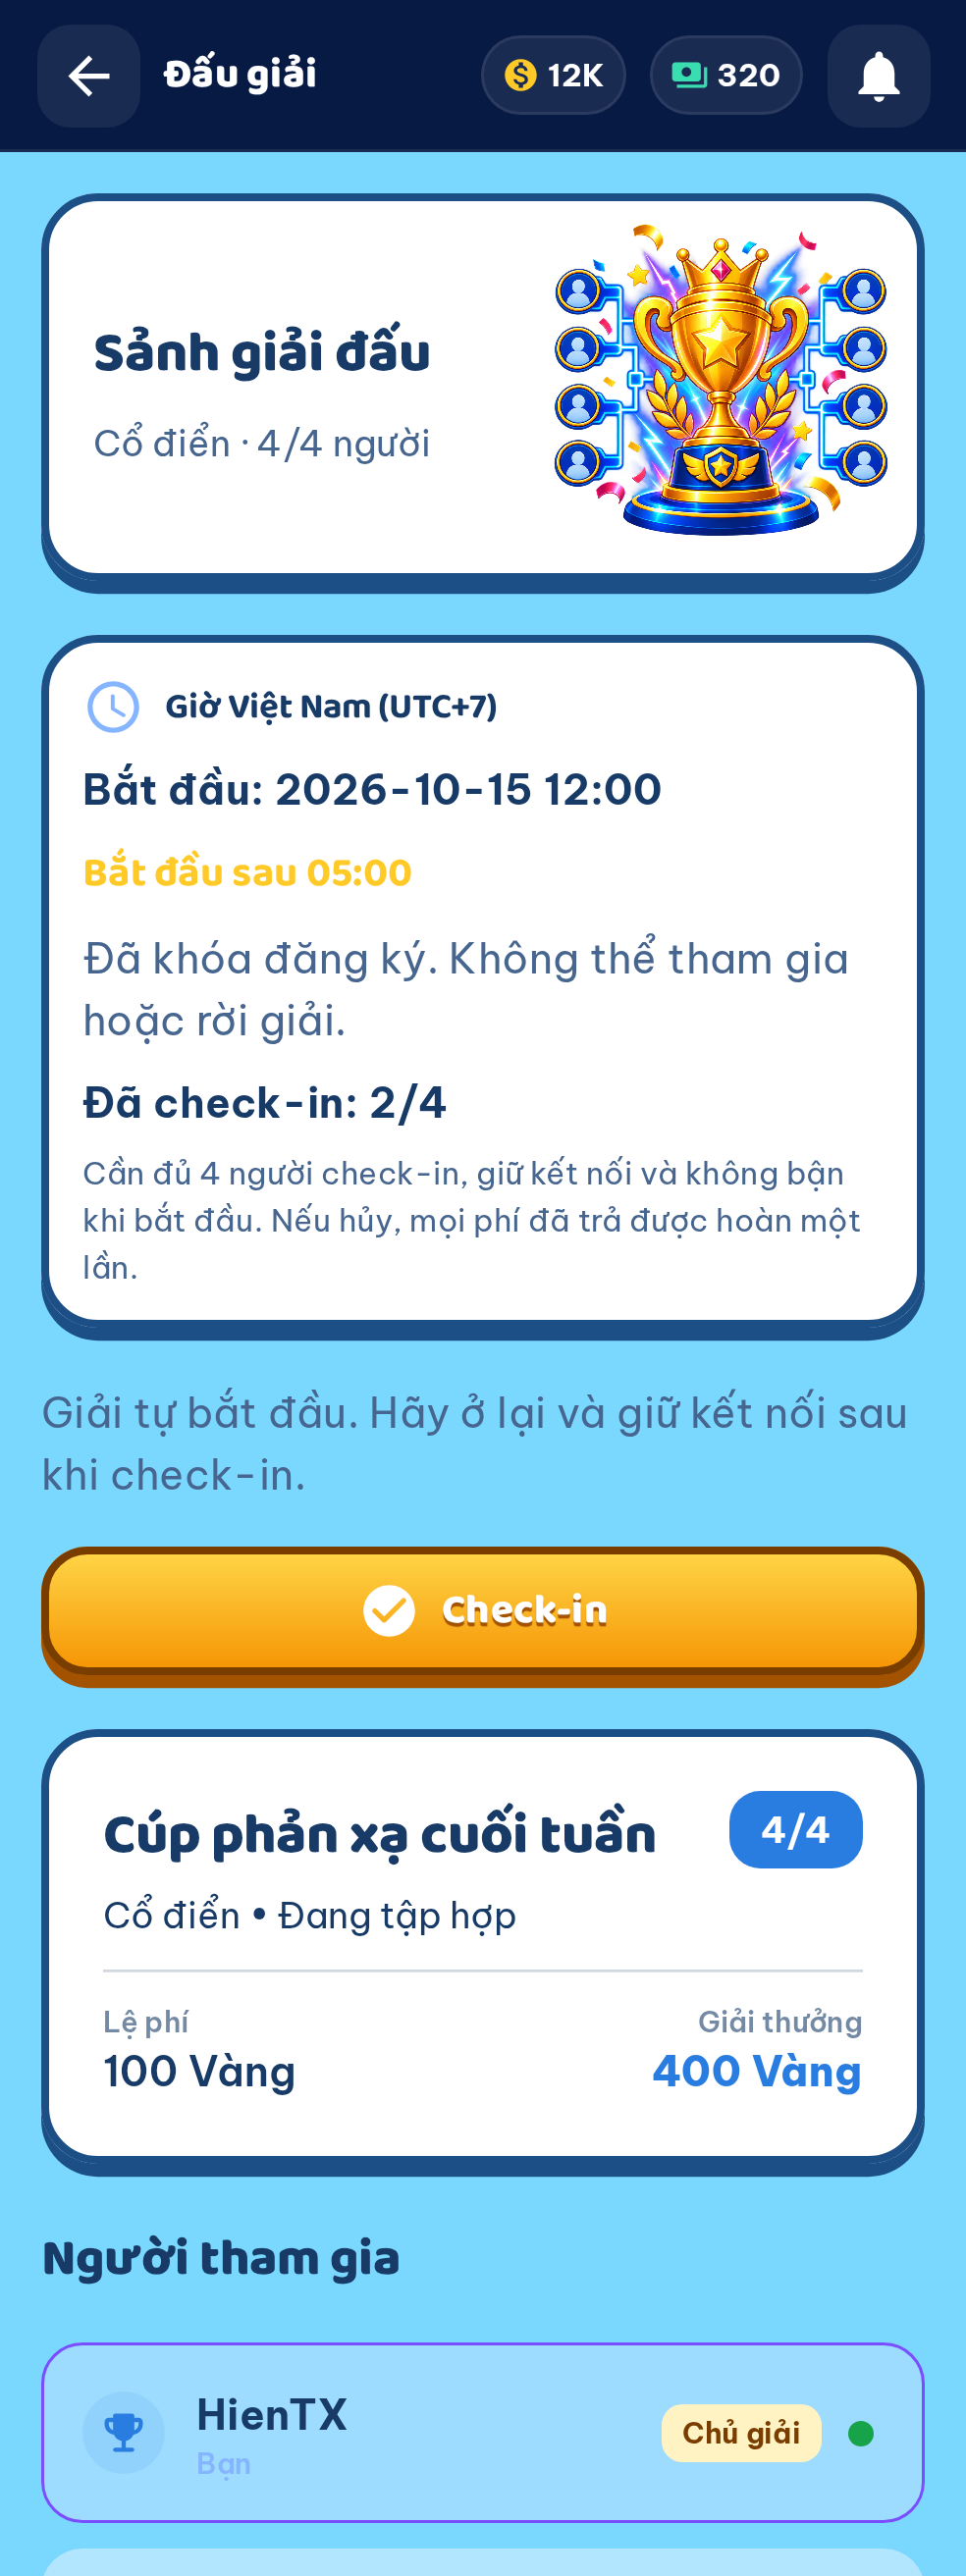 Đấu giải
12K
320
Sảnh giải đấu
Cổ điển · 4/4 người
Giờ Việt Nam (UTC+7)
Bắt đầu: 2026-10-15 12:00
Bắt đầu sau 05:00
Đã khóa đăng ký. Không thể tham gia
hoặc rời giải.
Đã check-in: 2/4
Cần đủ 4 người check-in, giữ kết nối và không bận
khi bắt đầu. Nếu hủy, mọi phí đã trả được hoàn một
lần.
Giải tự bắt đầu. Hãy ở lại và giữ kết nối sau
khi check-in.
Check-in
Cúp phản xạ cuối tuần
4/4
Cổ điển • Đang tập hợp
Lệ phí
Giải thưởng
100 Vàng
400 Vàng
Người tham gia
HienTX
Bạn
Chủ giải